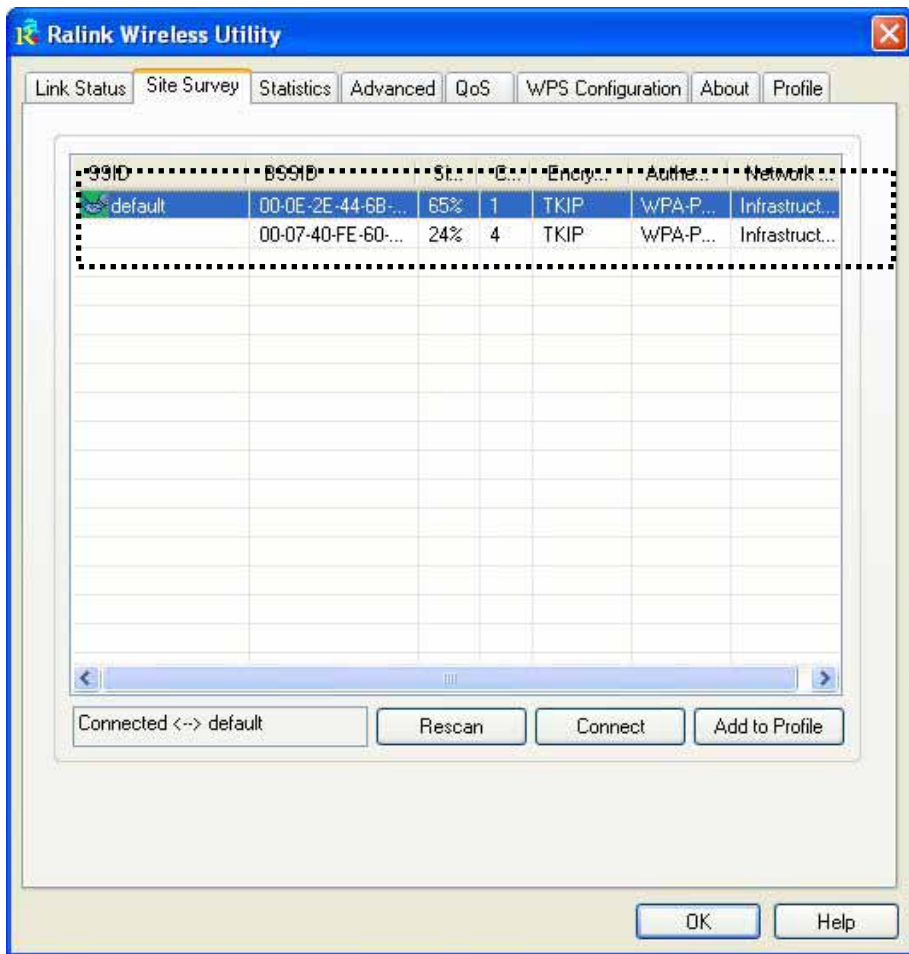 Ralink Wireless Utility
Link Status Site Survey Statistics Advanced QoS WPS Configuration About Profile
SSID BSSID Si... C... Encry... Authe... Network ...
default 00-0E-2E-44-6B-... 65% 1 TKIP WPA-P... Infrastruct...
00-07-40-FE-60-... 24% 4 TKIP WPA-P... Infrastruct...
Connected <--> default Rescan Connect Add to Profile
OK Help